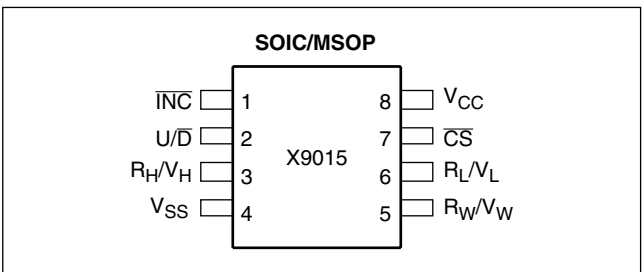 SOIC/MSOP
INC 1 8 VCC
U/D 2 7 CS
X9015
RH/VH 3 6 RL/VL
VSS 4 5 RW/VW